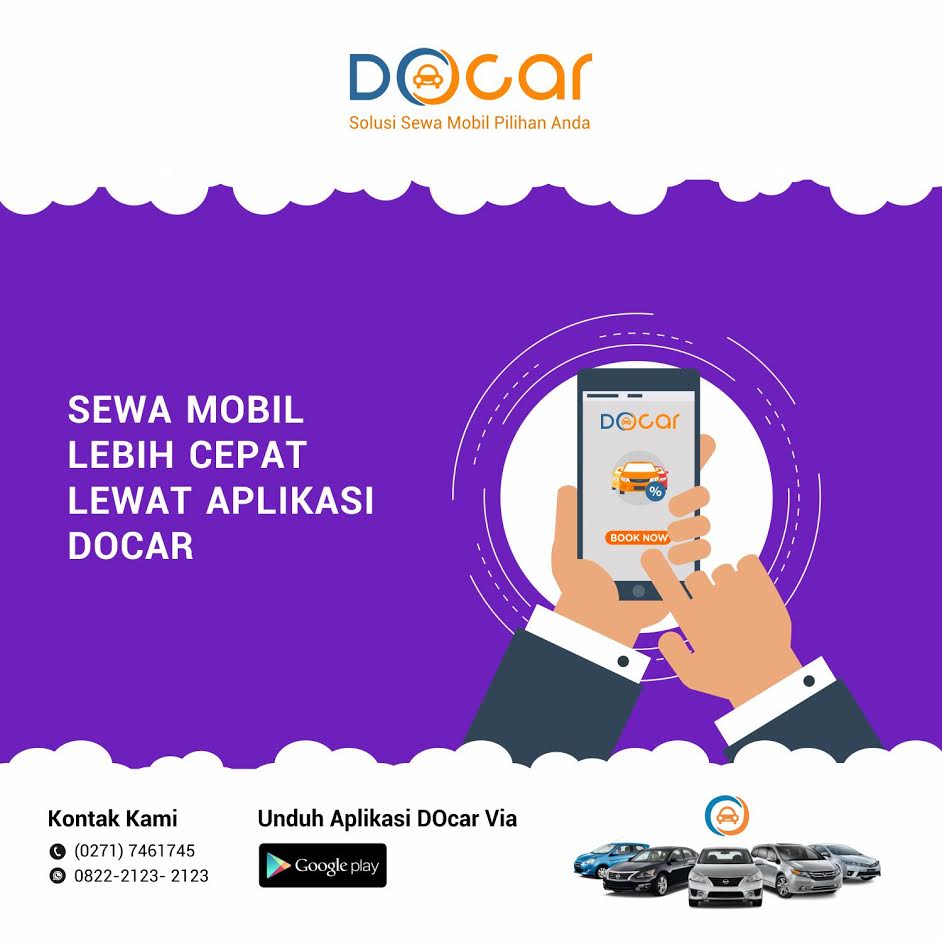 DOcar
Solusi Sewa Mobil Pilihan Anda
SEWA MOBIL
LEBIH CEPAT
LEWAT APLIKASI
DOCAR
DOcar
%
BOOK NOW
Kontak Kami
(0271) 7461745
0822-2123- 2123
Unduh Aplikasi DOcar Via
Google play